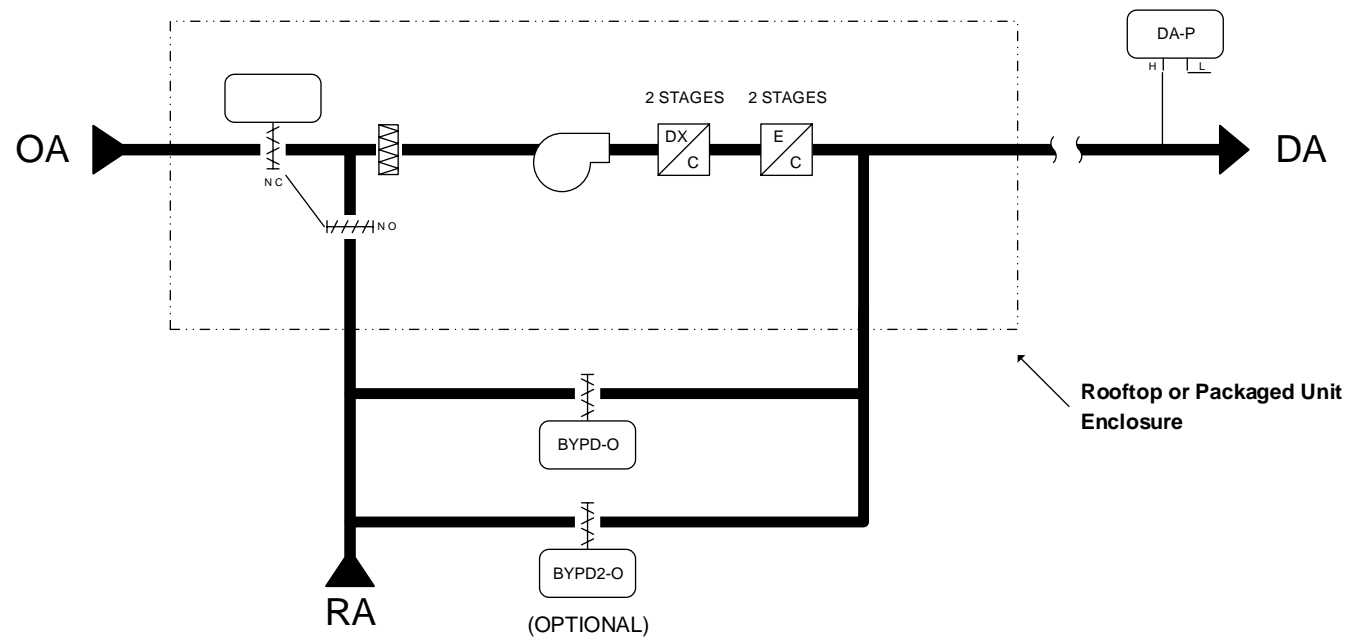 DA-P
H L
2 STAGES 2 STAGES
OA
DX
C
E
C
DA
NC
NO
Rooftop or Packaged Unit
Enclosure
BYPD-O
BYPD2-O
RA
(OPTIONAL)